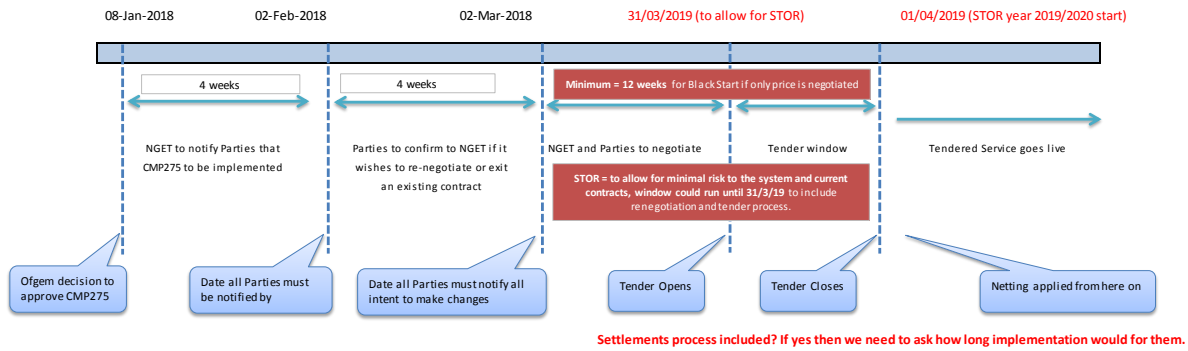 08-Jan-2018
02-Feb-2018
02-Mar-2018
31/03/2019 (to allow for STOR)
01/04/2019 (STOR year 2019/2020 start)
4 weeks
4 weeks
Minimum = 12 weeks for Black Start if only price is negotiated
NGET to notify Parties that
CMP275 to be implemented
Parties to confirm to NGET if it
wishes to re-negotiate or exit
an existing contract
NGET and Parties to negotiate
Tender window
Tendered Service goes live
STOR = to allow for minimal risk to the system and current
contracts, window could run until 31/3/19 to include
renegotiation and tender process.
Ofgem decision to
approve CMP275
Date all Parties must
be notified by
Date all Parties must notify all
intent to make changes
Tender Opens
Tender Closes
Netting applied from here on
Settlements process included? If yes then we need to ask how long implementation would for them.